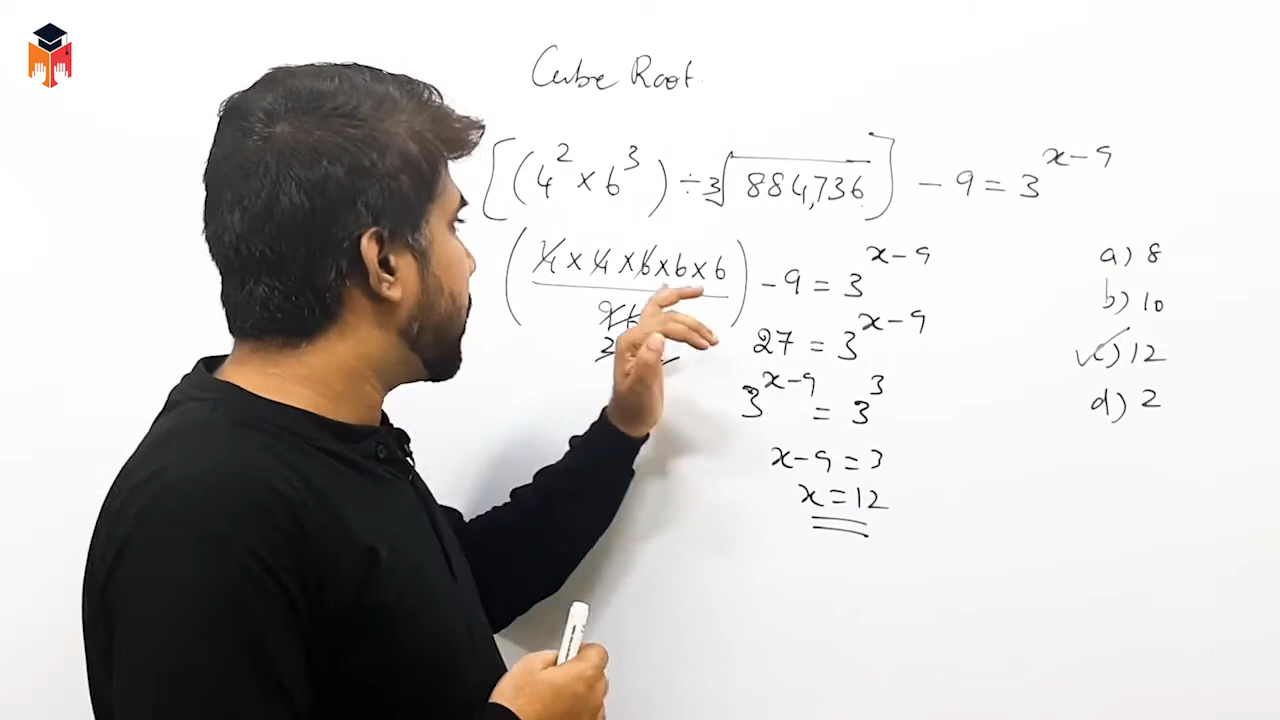 Cube Root.
[(4² × 6³) ÷ ³√884,736] − 9 = 3^(x−9)
(4 × 4 × 6 × 6 × 6 / 96) − 9 = 3^(x−9)
27 = 3^(x−9)
3^(x−9) = 3³
x − 9 = 3
x = 12
a) 8
b) 10
✓c) 12
d) 2